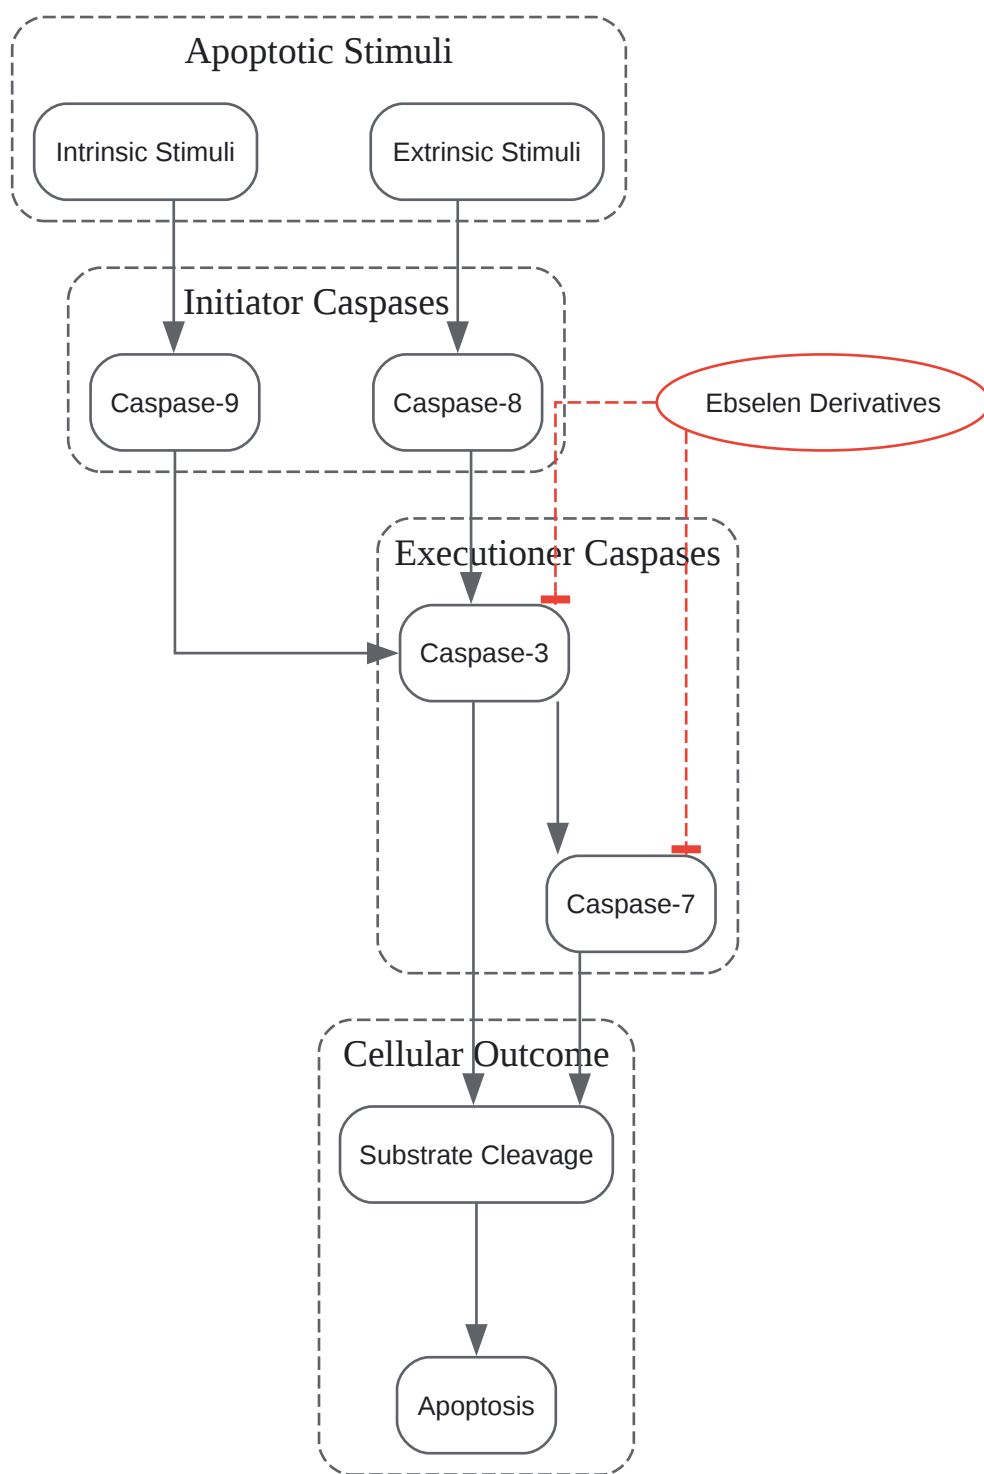 Apoptotic Stimuli
Intrinsic Stimuli
Extrinsic Stimuli
Initiator Caspases
Caspase-9
Caspase-8
Ebselen Derivatives
Executioner Caspases
Caspase-3
Caspase-7
Cellular Outcome
Substrate Cleavage
Apoptosis